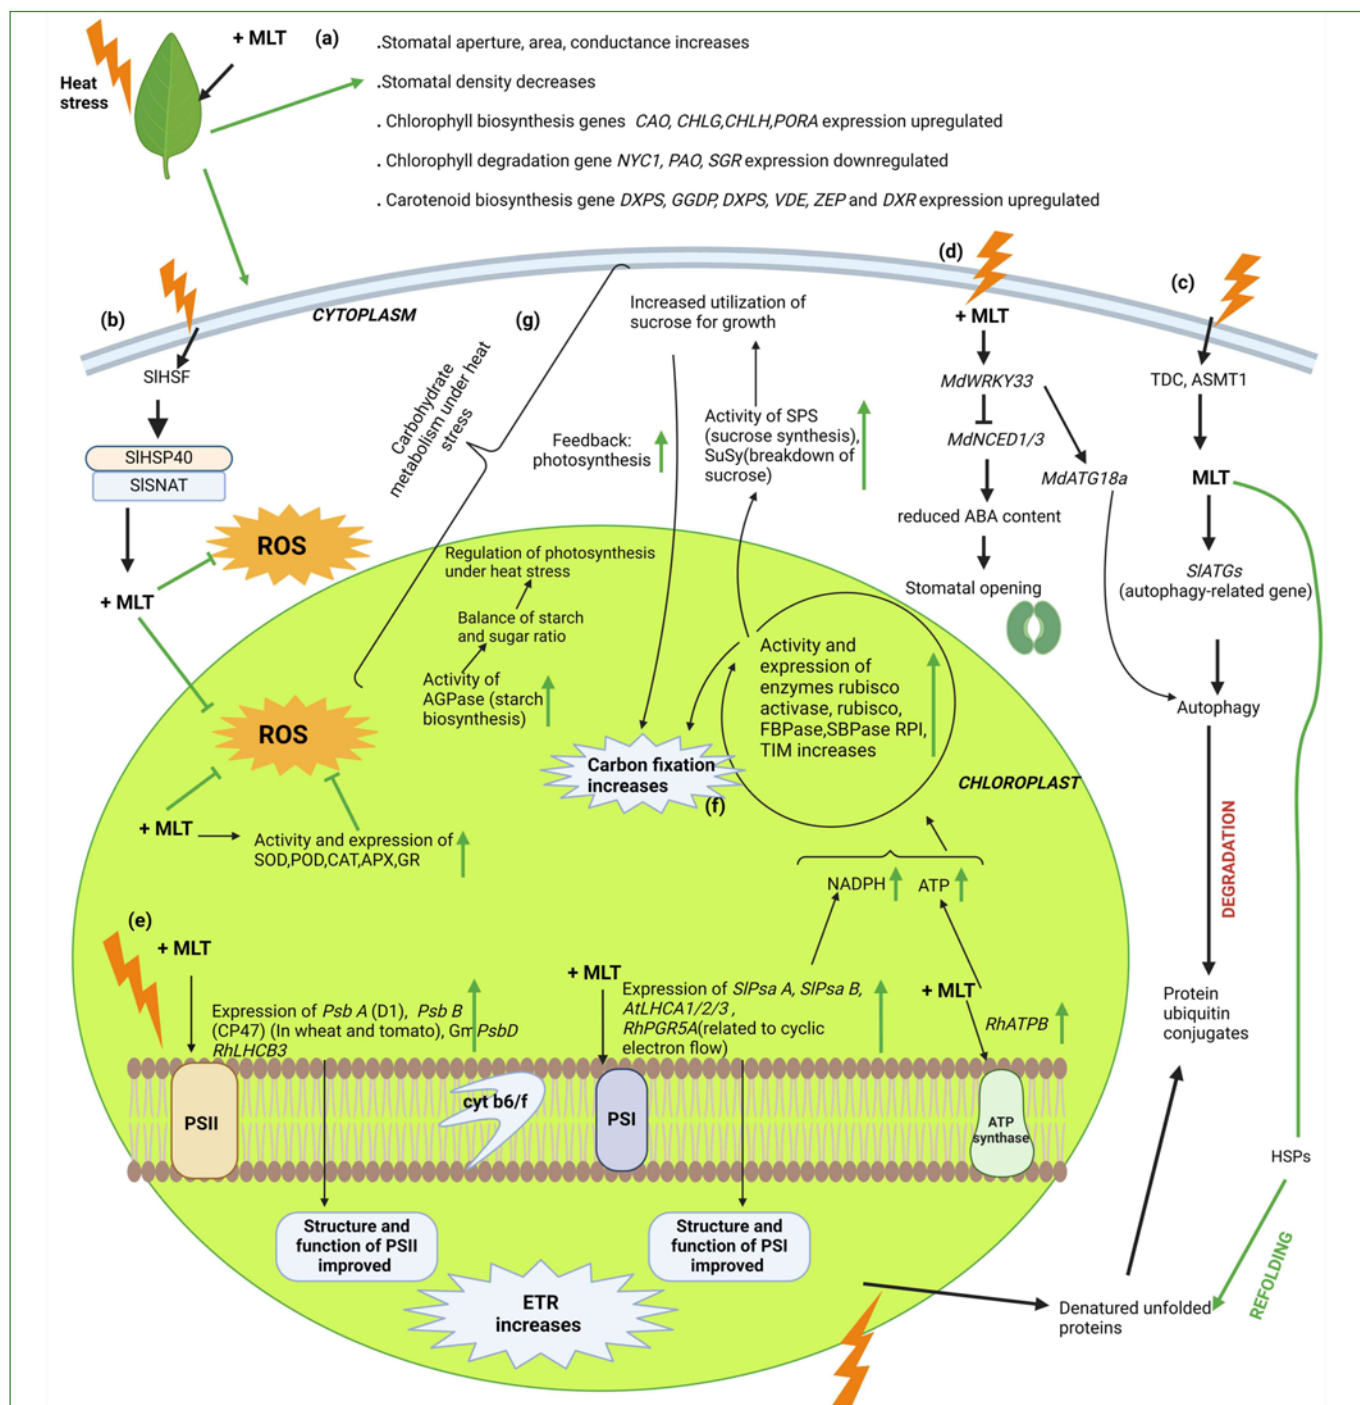 + MLT
(a)
Heat
stress
.Stomatal aperture, area, conductance increases
.Stomatal density decreases
. Chlorophyll biosynthesis genes CAO, CHLG,CHLH,PORA expression upregulated
. Chlorophyll degradation gene NYC1, PAO, SGR expression downregulated
. Carotenoid biosynthesis gene DXPS, GGDP, DXPS, VDE, ZEP and DXR expression upregulated
(b)
CYTOPLASM
SlHSF
SlHSP40
SlSNAT
+ MLT
ROS
ROS
+ MLT
Activity and expression of
SOD,POD,CAT,APX,GR
(g)
Carbohydrate
metabolism under heat
stress
Increased utilization of
sucrose for growth
Feedback:
photosynthesis
Activity of SPS
(sucrose synthesis),
SuSy(breakdown of
sucrose)
Regulation of photosynthesis
under heat stress
Balance of starch
and sugar ratio
Activity of
AGPase (starch
biosynthesis)
(d)
+ MLT
MdWRKY33
MdNCED1/3
MdATG18a
reduced ABA content
Stomatal opening
(c)
TDC, ASMT1
MLT
SlATGs
(autophagy-related gene)
Autophagy
DEGRADATION
Protein
ubiquitin
conjugates
HSPs
REFOLDING
Denatured unfolded
proteins
Activity and
expression of
enzymes rubisco
activase, rubisco,
FBPase,SBPase RPI,
TIM increases
Carbon fixation
increases
(f)
CHLOROPLAST
NADPH
ATP
(e)
+ MLT
Expression of Psb A (D1), Psb B
(CP47) (In wheat and tomato), GmPsbD
RhLHCB3
+ MLT
Expression of SlPsa A, SlPsa B,
AtLHCA1/2/3 ,
RhPGR5A(related to cyclic
electron flow)
+ MLT
RhATPB
PSII
cyt b6/f
PSI
ATP
synthase
Structure and
function of PSII
improved
Structure and
function of PSI
improved
ETR
increases